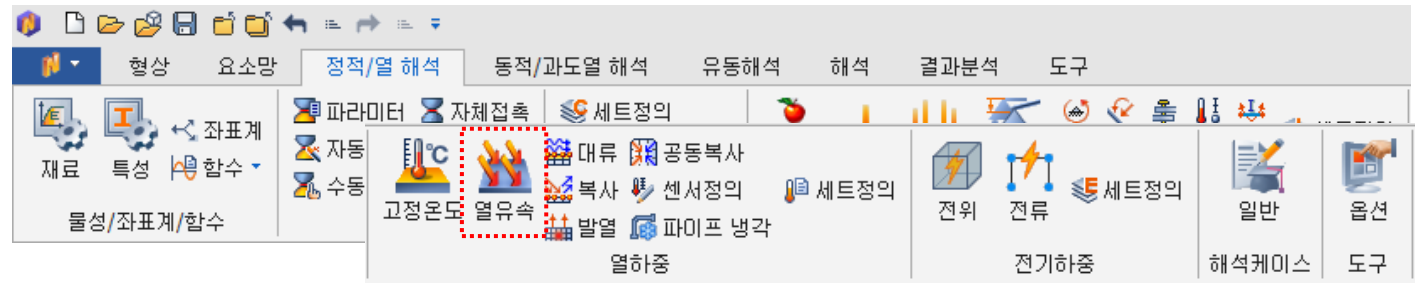 형상 요소망 정적/열 해석 동적/과도열 해석 유동해석 해석 결과분석 도구
재료 특성 좌표계 함수
물성/좌표계/함수
파라미터 자체접촉 세트정의
자동
수동
고정온도 열유속 대류 공동복사
복사 센서정의 세트정의
발열 파이프 냉각
열하중
전위 전류 세트정의
전기하중
일반
해석케이스
옵션
도구